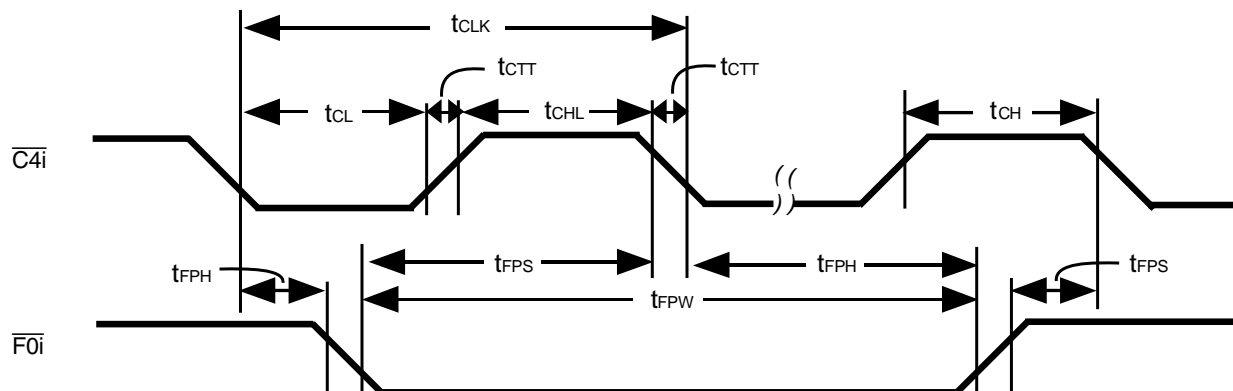 tCLK
tCTT
tCTT
tCL
tCHL
tCH
C4i
((
))
tFPH
tFPS
tFPH
tFPS
tFPW
F0i